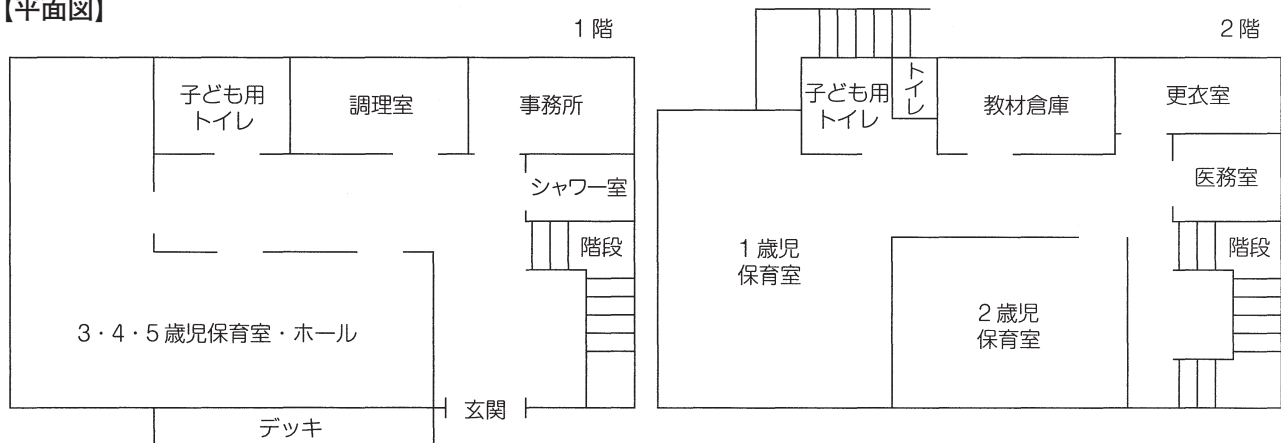 【平面図】
1階
子ども用
トイレ
調理室
事務所
シャワー室
階段
3・4・5歳児保育室・ホール
玄関
デッキ
2階
子ども用
トイレ
トイレ
教材倉庫
更衣室
医務室
階段
1歳児
保育室
2歳児
保育室